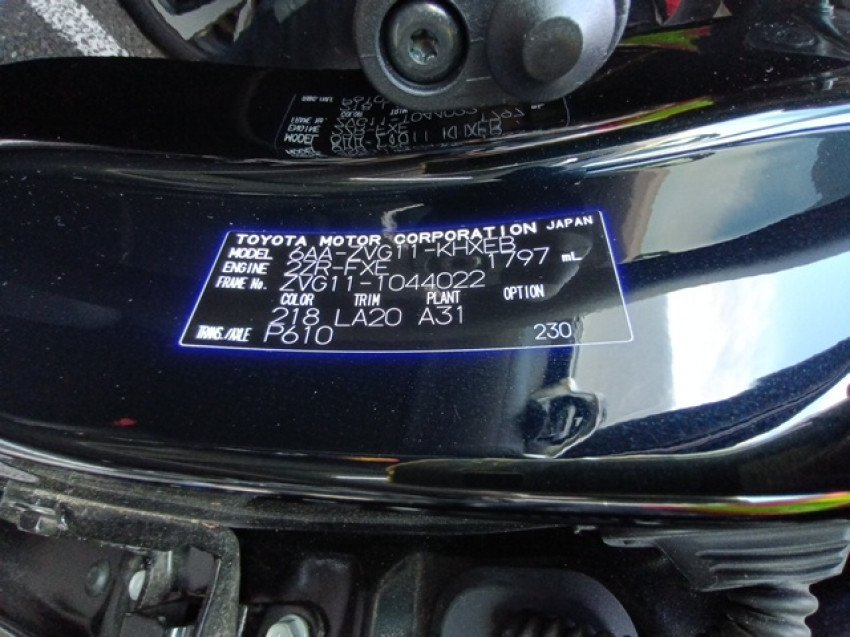 TOYOTA MOTOR CORPORATION JAPAN
MODEL 6AA-ZVG11-KHXEB
ENGINE 2ZR-FXE 1797 mL
FRAME No. ZVG11-1044022
COLOR TRIM PLANT OPTION
218 LA20 A31
TRANS./AXLE P610 230